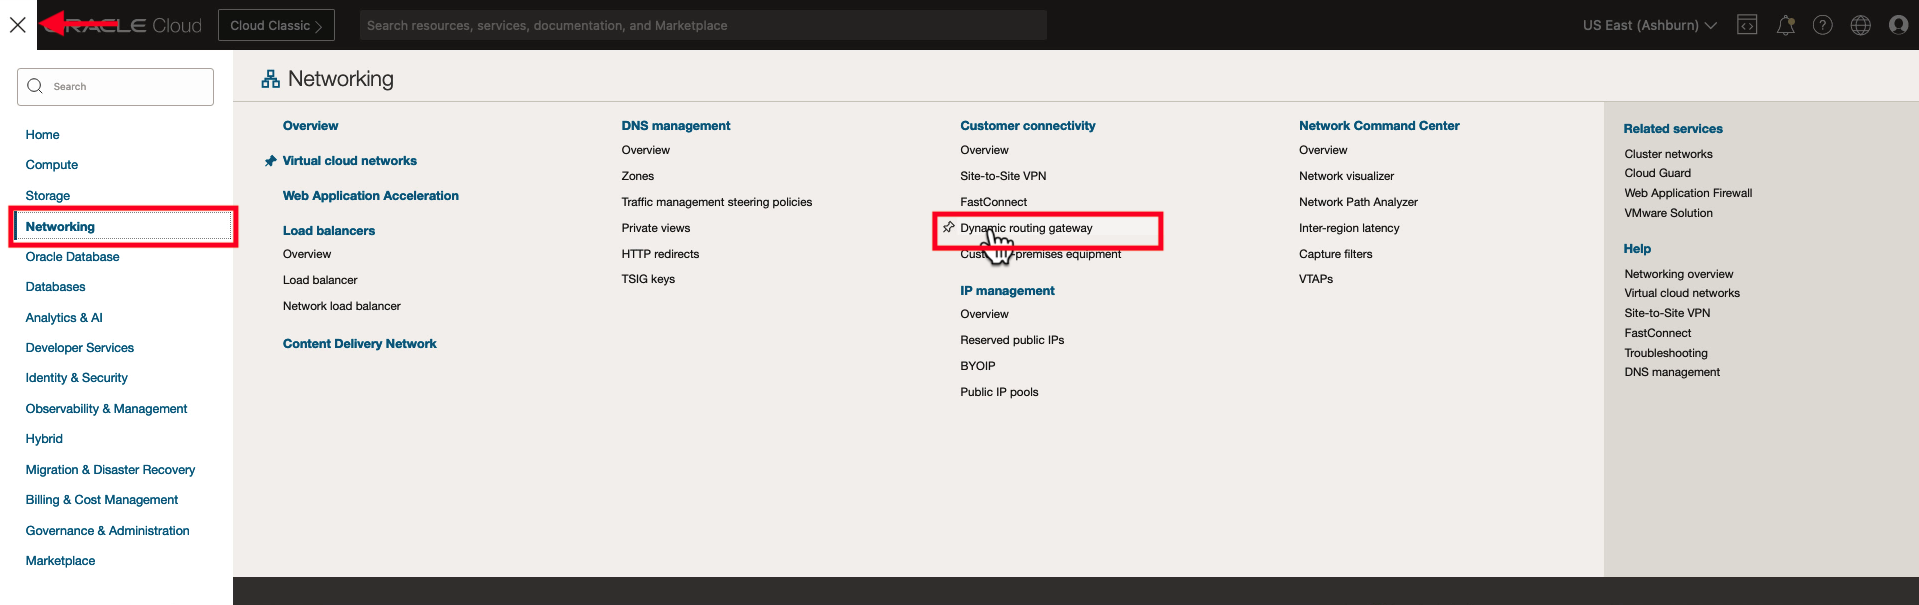 ORACLE Cloud
Cloud Classic
Search resources, services, documentation, and Marketplace
US East (Ashburn)
Search
Home
Compute
Storage
Networking
Oracle Database
Databases
Analytics & AI
Developer Services
Identity & Security
Observability & Management
Hybrid
Migration & Disaster Recovery
Billing & Cost Management
Governance & Administration
Marketplace
Networking
Overview
Virtual cloud networks
Web Application Acceleration
Load balancers
Overview
Load balancer
Network load balancer
Content Delivery Network
DNS management
Overview
Zones
Traffic management steering policies
Private views
HTTP redirects
TSIG keys
Customer connectivity
Overview
Site-to-Site VPN
FastConnect
Dynamic routing gateway
premises equipment
IP management
Overview
Reserved public IPs
BYOIP
Public IP pools
Network Command Center
Overview
Network visualizer
Network Path Analyzer
Inter-region latency
Capture filters
VTAPs
Related services
Cluster networks
Cloud Guard
Web Application Firewall
VMware Solution
Help
Networking overview
Virtual cloud networks
Site-to-Site VPN
FastConnect
Troubleshooting
DNS management